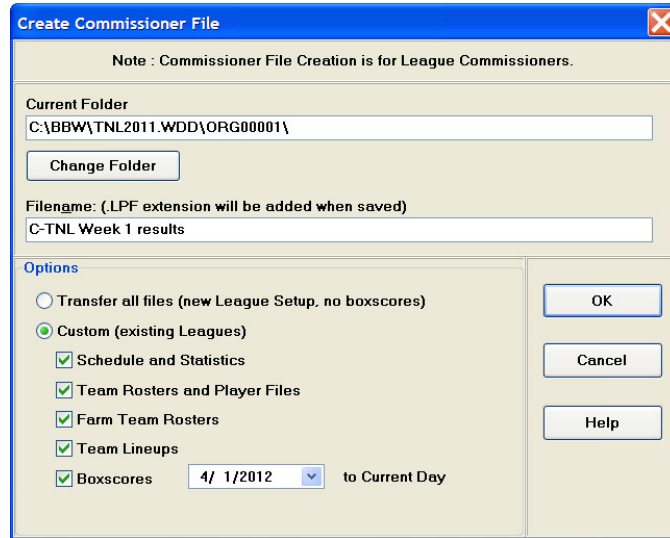 Create Commissioner File
Note : Commissioner File Creation is for League Commissioners.
Current Folder
C:\BBW\TNL2011.WDD\ORG00001\
Change Folder
Filename: (.LPF extension will be added when saved)
C-TNL Week 1 results
Options
Transfer all files (new League Setup, no boxscores)
Custom (existing Leagues)
Schedule and Statistics
Team Rosters and Player Files
Farm Team Rosters
Team Lineups
Boxscores 4/ 1/2012 to Current Day
OK
Cancel
Help